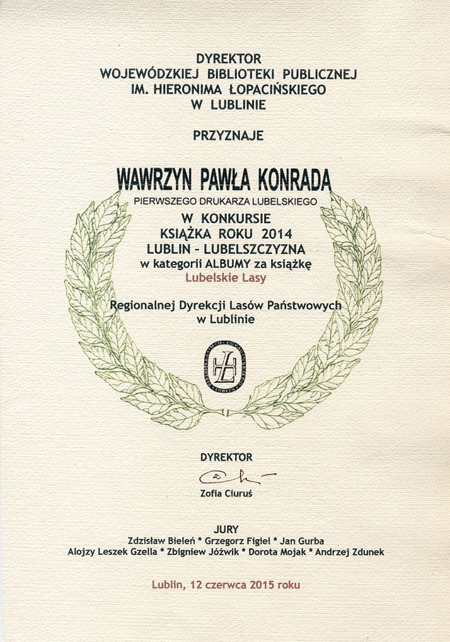 DYREKTOR
WOJEWÓDZKIEJ BIBLIOTEKI PUBLICZNEJ
IM. HIERONIMA ŁOPACIŃSKIEGO
W LUBLINIE
PRZYZNAJE
WAWRZYN PAWŁA KONRADA
PIERWSZEGO DRUKARZA LUBELSKIEGO
W KONKURSIE
KSIĄŻKA ROKU 2014
LUBLIN - LUBELSZCZYZNA
w kategorii ALBUMY za książkę
Lubelskie Lasy
Regionalnej Dyrekcji Lasów Państwowych
w Lublinie
DYREKTOR
Zofia Ciuruś
JURY
Zdzisław Bieleń * Grzegorz Figiel * Jan Gurba
Alojzy Leszek Gzella * Zbigniew Jóźwik * Dorota Mojak * Andrzej Zdunek
Lublin, 12 czerwca 2015 roku